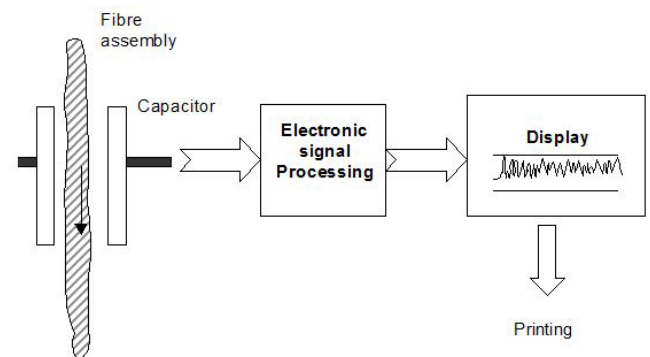 Fibre
assembly
Capacitor
Electronic
signal
Processing
Display
Printing